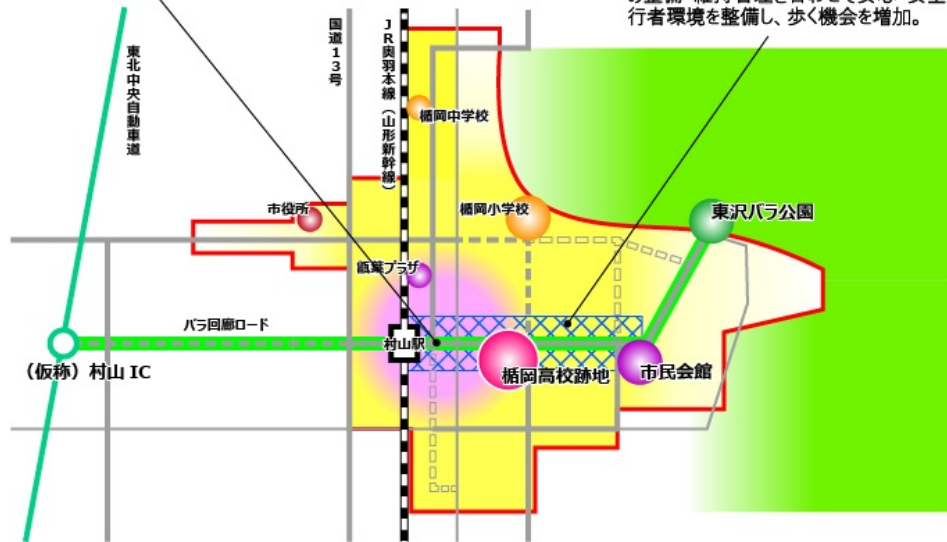 行者環境を整備し、歩く機会を増加。
国道13号
JR奥羽本線（山形新幹線）
東北中央自動車道
楯岡中学校
市役所
楯岡小学校
東沢バラ公園
甑葉プラザ
バラ回廊ロード
村山駅
（仮称）村山 IC
楯岡高校跡地
市民会館